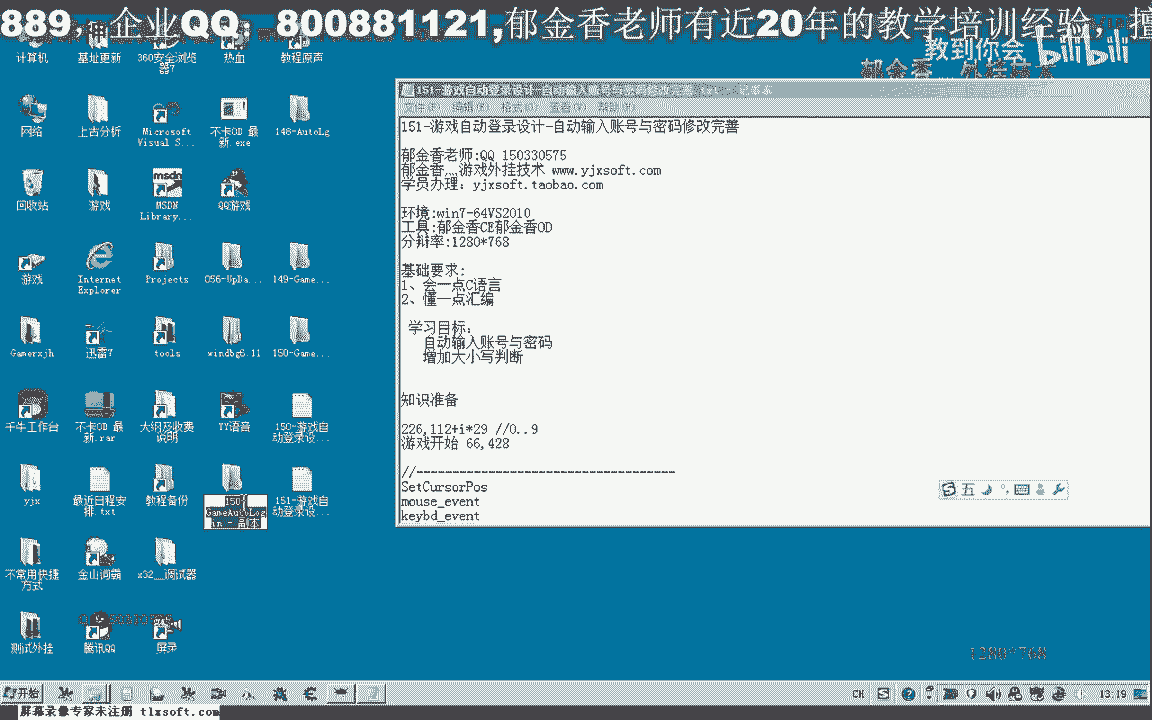 889，神 企业QQ：800881121,郁金香老师有近20年的教学培训经验，擅
教到你会 bilibili
郁金香 外挂技术
计算机
基址更新
360安全浏览
器7
热血
教程原声
网络
上古分析
Microsoft
Visual S...
不卡OD 最
新.exe
148-AutoLg
回收站
游戏
MSDN
Library...
QQ游戏
游戏
Internet
Explorer
Projects
056-UpDa...
149-Game...
Gamerxjh
迅雷7
tools
windbg6.11
150-Game...
千牛工作台
不卡OD 最
新.rar
大纲及收费
说明
YY语音
150-游戏自
动登录设...
yjx
最近日程安
排.txt
教程备份
150-
GameAutoLog
in - 副本
151-游戏自
动登录设...
不常用快捷
方式
金山词霸
x32__调试器
测试外挂
腾讯QQ
屏录
151-游戏自动登录设计-自动输入账号与密码修改完善.txt - 记事本
文件(F) 编辑(E) 格式(O) 查看(V) 帮助(H)
151-游戏自动登录设计-自动输入账号与密码修改完善
郁金香老师:QQ 150330575
郁金香灬游戏外挂技术 www.yjxsoft.com
学员办理：yjxsoft.taobao.com
环境:win7-64VS2010
工具:郁金香CE郁金香OD
分辩率:1280*768
基础要求:
1、会一点C语言
2、懂一点汇编
学习目标：
自动输入账号与密码
增加大小写判断
知识准备
226,112+i*29 //0..9
游戏开始 66,428
//------------------------------------
SetCursorPos
mouse_event
keybd_event
五
1280*768
开始
CH
13:19
屏幕录像专家未注册 tlxsoft.com